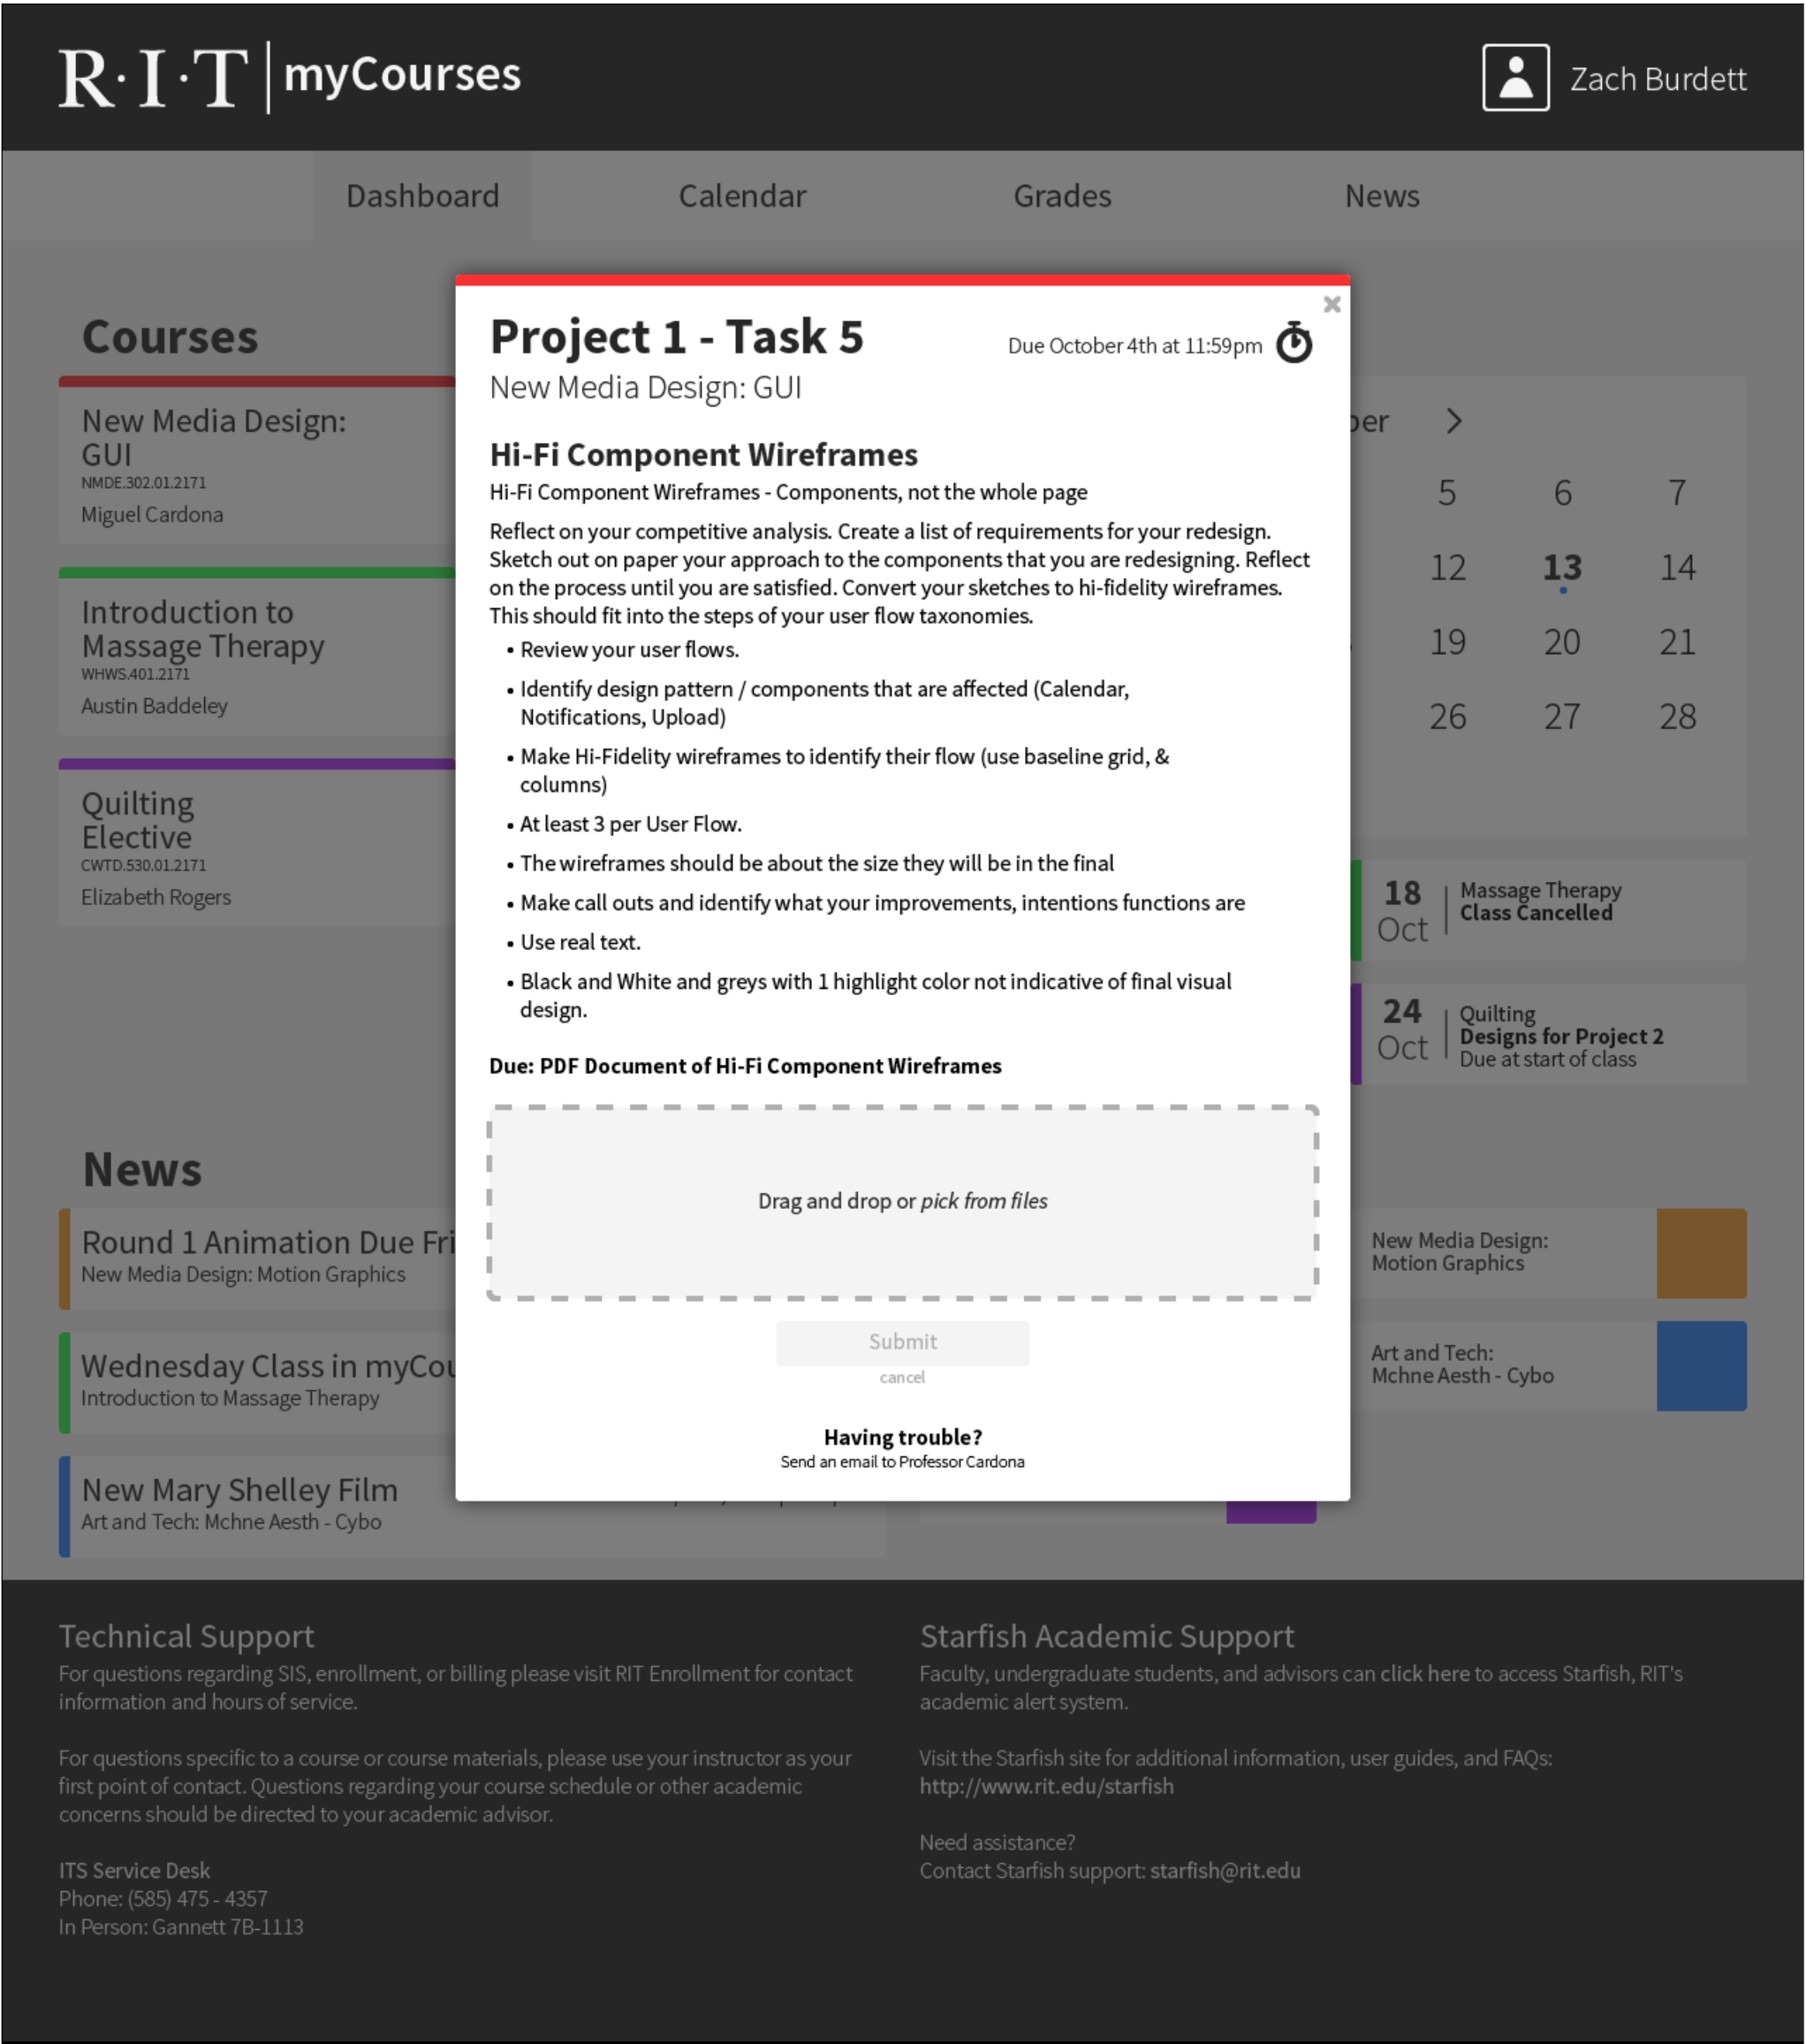 R·I·T myCourses
Zach Burdett
Dashboard Calendar Grades News
Courses
New Media Design:
GUI
NMDE.302.01.2171
Miguel Cardona
Introduction to
Massage Therapy
WHWS.401.2171
Austin Baddeley
Quilting
Elective
CWTD.530.01.2171
Elizabeth Rogers
Project 1 - Task 5
Due October 4th at 11:59pm
New Media Design: GUI
Hi-Fi Component Wireframes
Hi-Fi Component Wireframes - Components, not the whole page
Reflect on your competitive analysis. Create a list of requirements for your redesign.
Sketch out on paper your approach to the components that you are redesigning. Reflect
on the process until you are satisfied. Convert your sketches to hi-fidelity wireframes.
This should fit into the steps of your user flow taxonomies.
• Review your user flows.
• Identify design pattern / components that are affected (Calendar,
Notifications, Upload)
• Make Hi-Fidelity wireframes to identify their flow (use baseline grid, &
columns)
• At least 3 per User Flow.
• The wireframes should be about the size they will be in the final
• Make call outs and identify what your improvements, intentions functions are
• Use real text.
• Black and White and greys with 1 highlight color not indicative of final visual
design.
Due: PDF Document of Hi-Fi Component Wireframes
Drag and drop or pick from files
Submit
cancel
Having trouble?
Send an email to Professor Cardona
ber
5 6 7
12 13 14
19 20 21
26 27 28
18
Oct
Massage Therapy
Class Cancelled
24
Oct
Quilting
Designs for Project 2
Due at start of class
News
Round 1 Animation Due Fri
New Media Design: Motion Graphics
Wednesday Class in myCou
Introduction to Massage Therapy
New Mary Shelley Film
Art and Tech: Mchne Aesth - Cybo
New Media Design:
Motion Graphics
Art and Tech:
Mchne Aesth - Cybo
Technical Support
For questions regarding SIS, enrollment, or billing please visit RIT Enrollment for contact
information and hours of service.
For questions specific to a course or course materials, please use your instructor as your
first point of contact. Questions regarding your course schedule or other academic
concerns should be directed to your academic advisor.
ITS Service Desk
Phone: (585) 475 - 4357
In Person: Gannett 7B-1113
Starfish Academic Support
Faculty, undergraduate students, and advisors can click here to access Starfish, RIT's
academic alert system.
Visit the Starfish site for additional information, user guides, and FAQs:
http://www.rit.edu/starfish
Need assistance?
Contact Starfish support: starfish@rit.edu